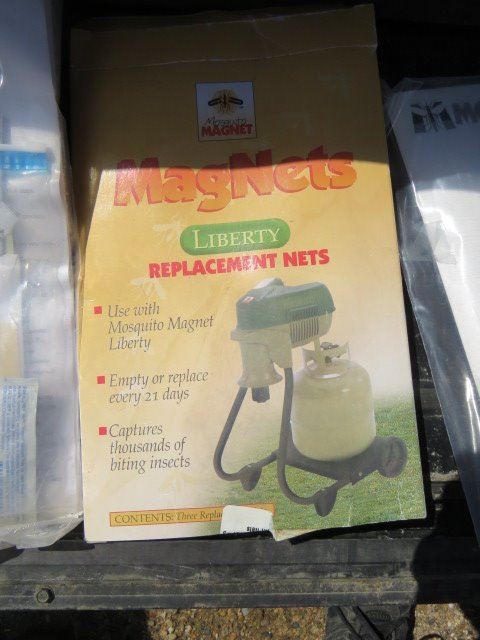 Mosquito
MAGNET
MagNets
LIBERTY
REPLACEMENT NETS
Use with
Mosquito Magnet
Liberty
Empty or replace
every 21 days
Captures
thousands of
biting insects
CONTENTS: Three